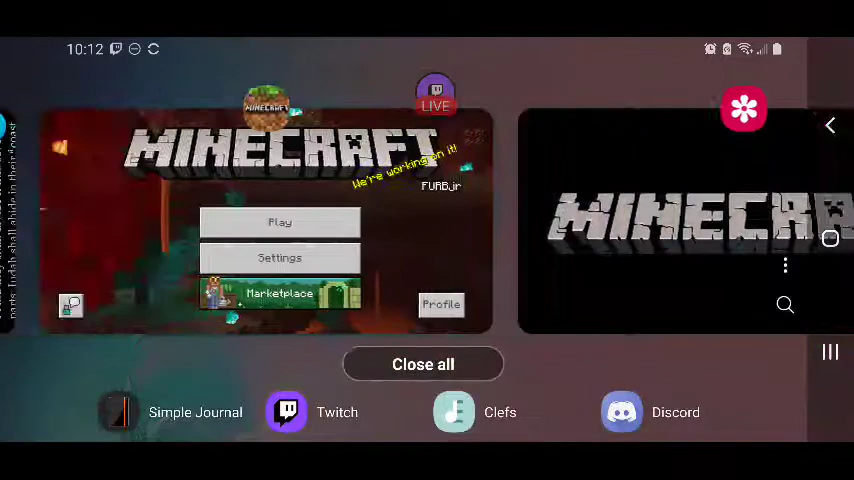 10:12
LIVE
MINECRAFT
MINECRAFT
We're working on it!
FURBjr
Play
Settings
Marketplace
Profile
MINECRA
Close all
Simple Journal
Twitch
Clefs
Discord